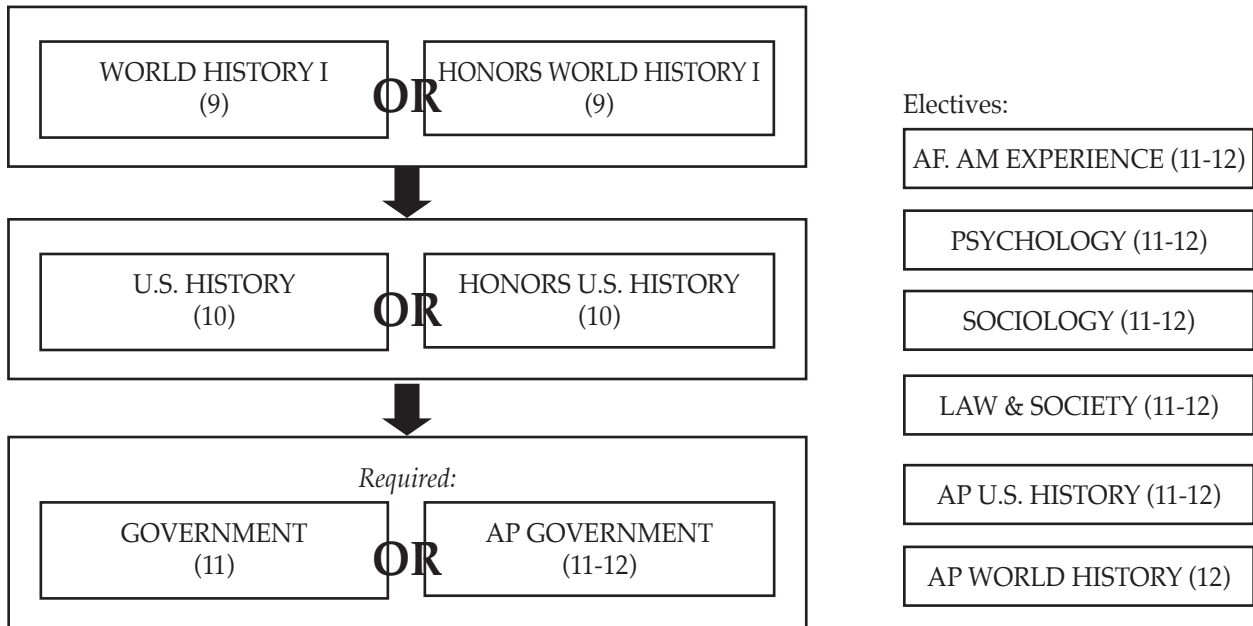 WORLD HISTORY I
(9)
OR
HONORS WORLD HISTORY I
(9)
U.S. HISTORY
(10)
OR
HONORS U.S. HISTORY
(10)
Required:
GOVERNMENT
(11)
OR
AP GOVERNMENT
(11-12)
Electives:
AF. AM EXPERIENCE (11-12)
PSYCHOLOGY (11-12)
SOCIOLOGY (11-12)
LAW & SOCIETY (11-12)
AP U.S. HISTORY (11-12)
AP WORLD HISTORY (12)